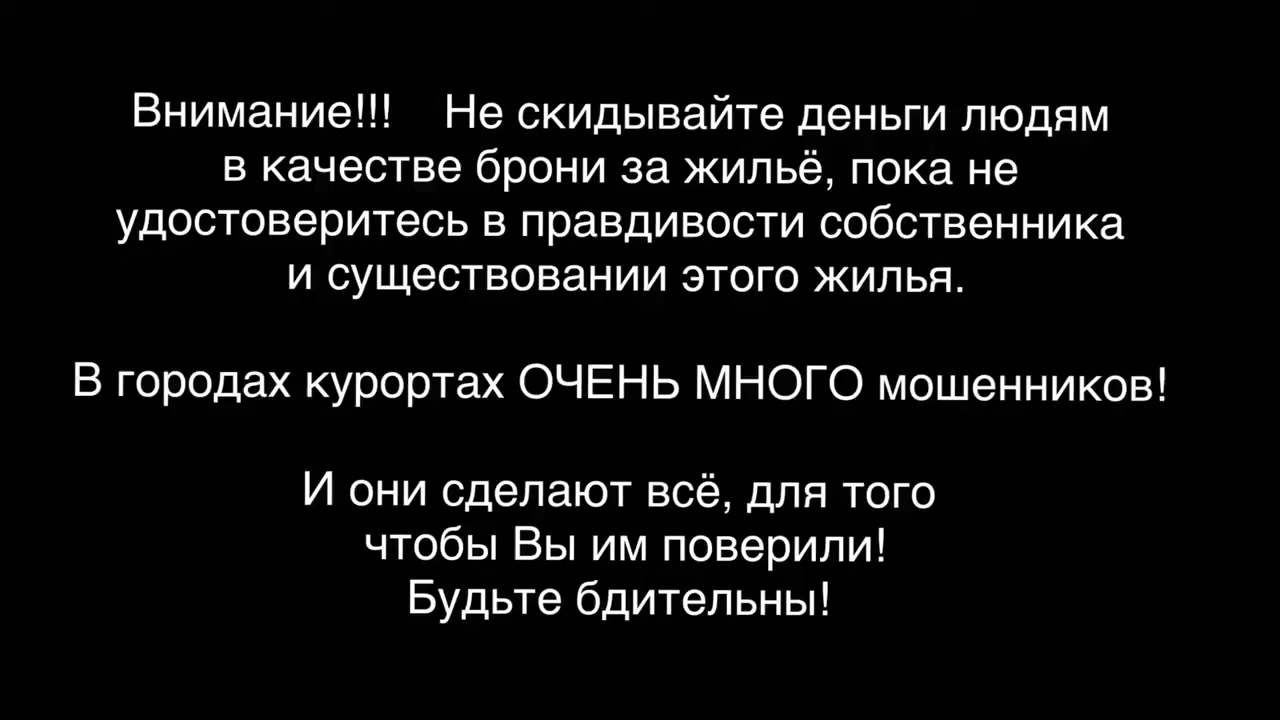 Внимание!!! Не скидывайте деньги людям
в качестве брони за жильё, пока не
удостоверитесь в правдивости собственника
и существовании этого жилья.
В городах курортах ОЧЕНЬ МНОГО мошенников!
И они сделают всё, для того
чтобы Вы им поверили!
Будьте бдительны!